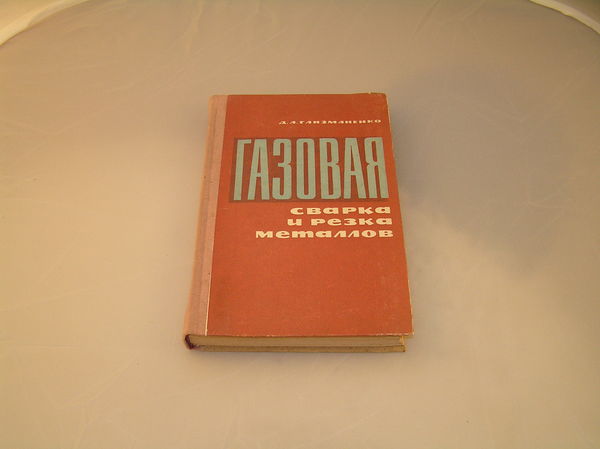 Д.Л.ГЛИЗМАНЕНКО
ГАЗОВАЯ
сварка
и резка
металлов